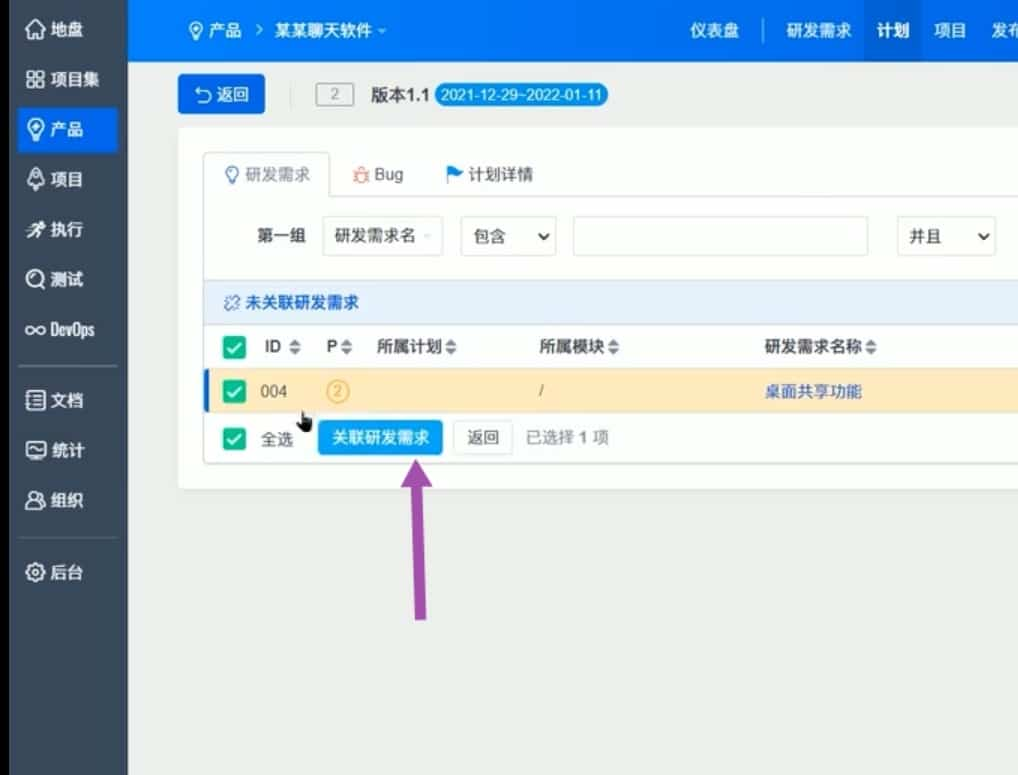 地盘
项目集
产品
项目
执行
测试
DevOps
文档
统计
组织
后台
产品 > 某某聊天软件
仪表盘 研发需求 计划 项目 发布
返回 2 版本1.1 2021-12-29~2022-01-11
研发需求 Bug 计划详情
第一组 研发需求名 包含 并且
未关联研发需求
ID P 所属计划 所属模块 研发需求名称
004 2 / 桌面共享功能
全选 关联研发需求 返回 已选择 1 项